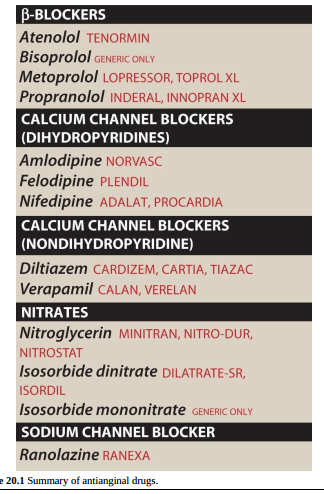 β-BLOCKERS
Atenolol TENORMIN
Bisoprolol GENERIC ONLY
Metoprolol LOPRESSOR, TOPROL XL
Propranolol INDERAL, INNOPRAN XL
CALCIUM CHANNEL BLOCKERS
(DIHYDROPYRIDINES)
Amlodipine NORVASC
Felodipine PLENDIL
Nifedipine ADALAT, PROCARDIA
CALCIUM CHANNEL BLOCKERS
(NONDIHYDROPYRIDINE)
Diltiazem CARDIZEM, CARTIA, TIAZAC
Verapamil CALAN, VERELAN
NITRATES
Nitroglycerin MINITRAN, NITRO-DUR,
NITROSTAT
Isosorbide dinitrate DILATRATE-SR,
ISORDIL
Isosorbide mononitrate GENERIC ONLY
SODIUM CHANNEL BLOCKER
Ranolazine RANEXA
e 20.1 Summary of antianginal drugs.